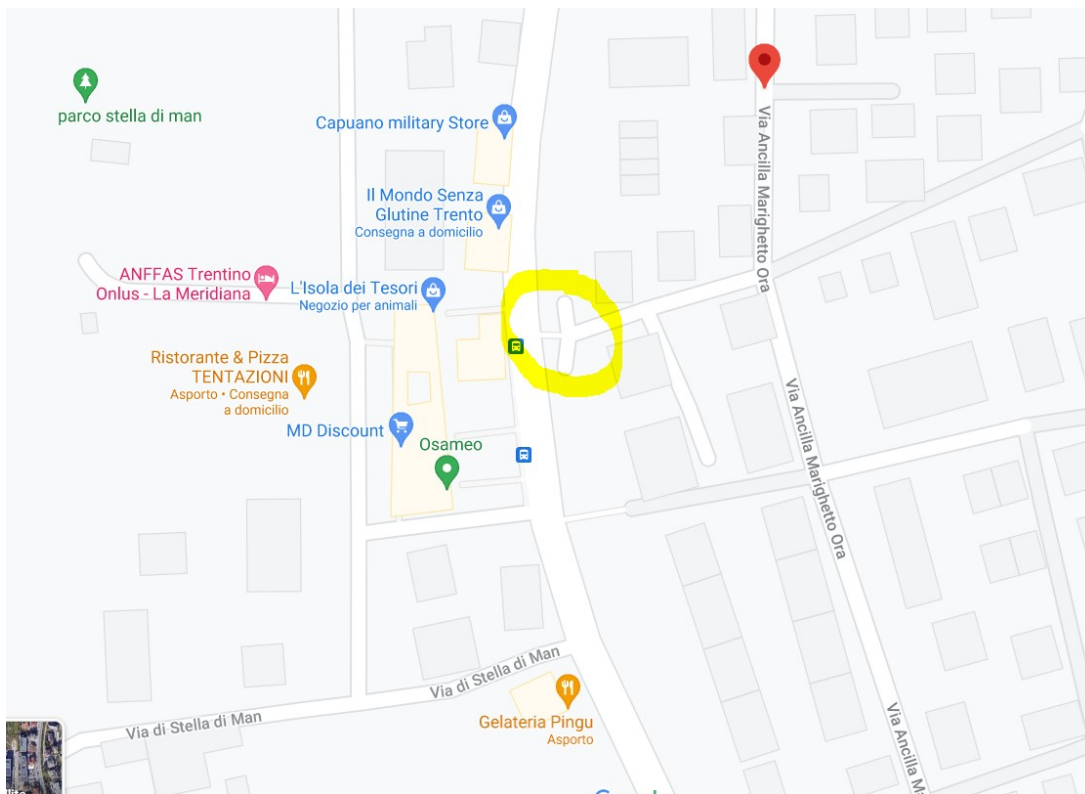 parco stella di man
Capuano military Store
Il Mondo Senza
Glutine Trento
Consegna a domicilio
Via Ancilla Marighetto Ora
ANFFAS Trentino
Onlus - La Meridiana
L'Isola dei Tesori
Negozio per animali
Ristorante & Pizza
TENTAZIONI
Asporto • Consegna
a domicilio
MD Discount
Osameo
Via Ancilla Marighetto Ora
Via di Stella di Man
Via di Stella di Man
Gelateria Pingu
Asporto
Via Ancilla M